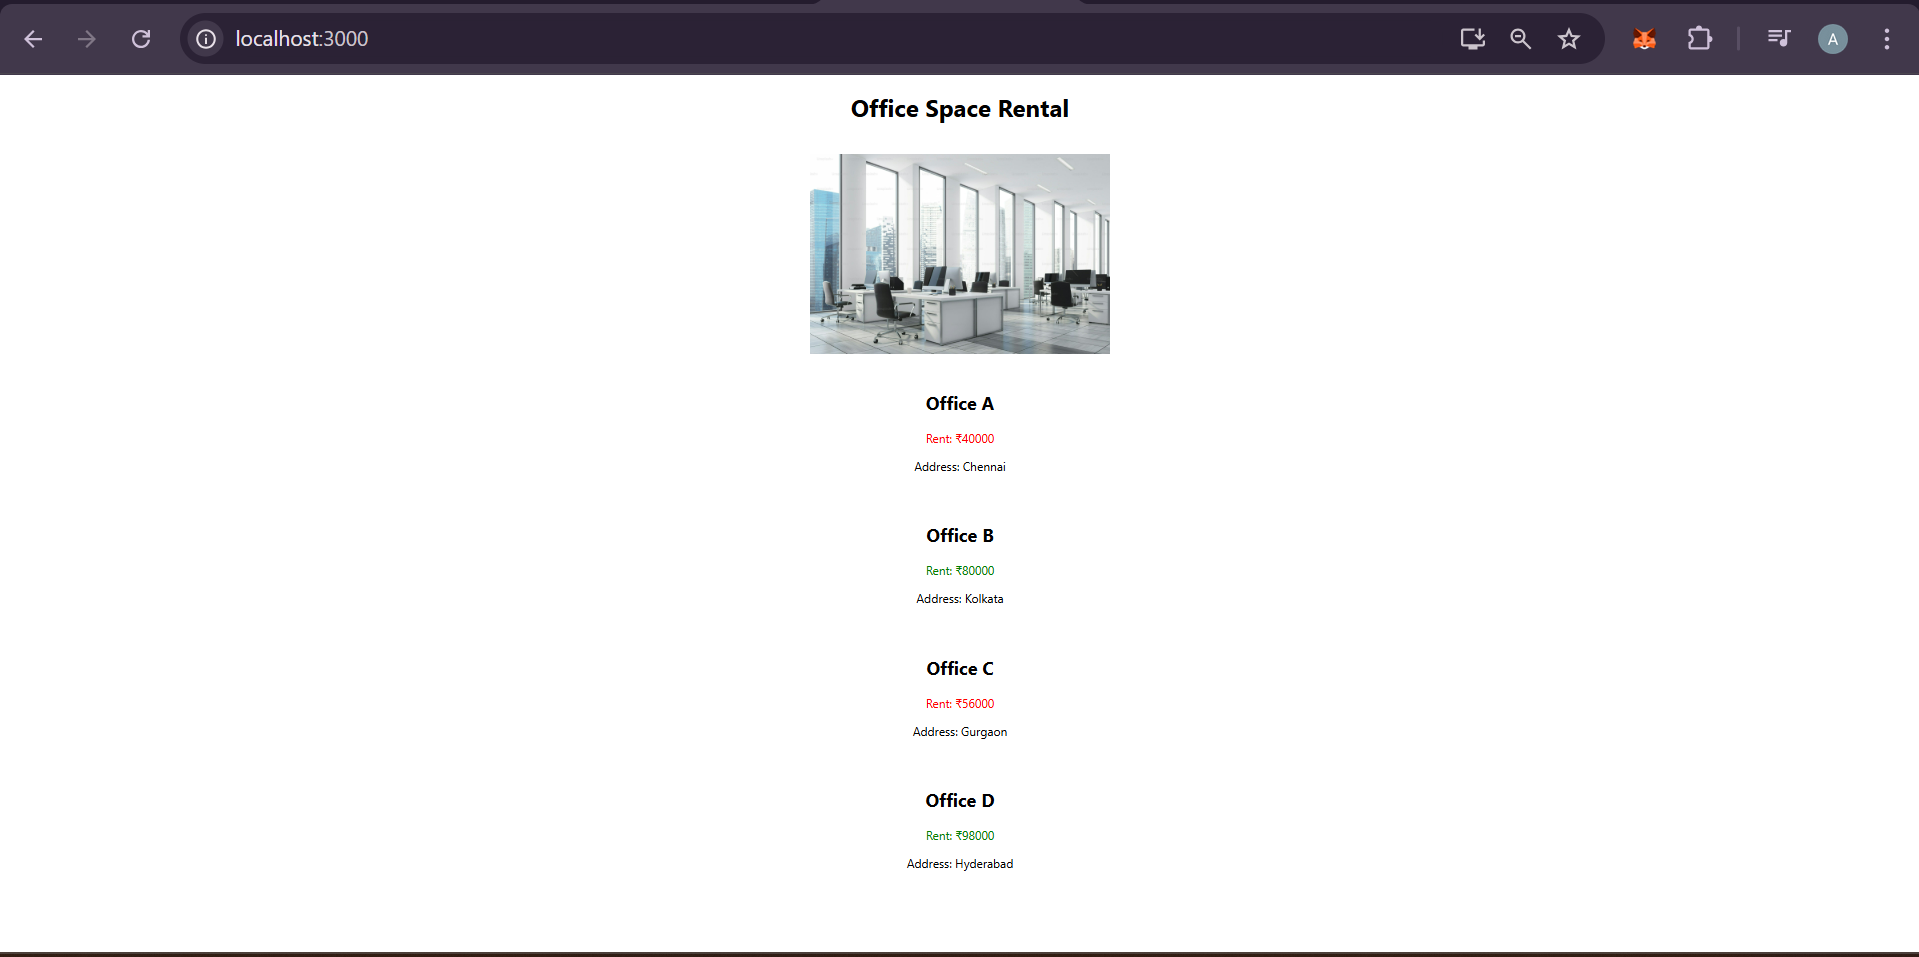 localhost:3000
A
Office Space Rental
Office A
Rent: ₹40000
Address: Chennai
Office B
Rent: ₹80000
Address: Kolkata
Office C
Rent: ₹56000
Address: Gurgaon
Office D
Rent: ₹98000
Address: Hyderabad